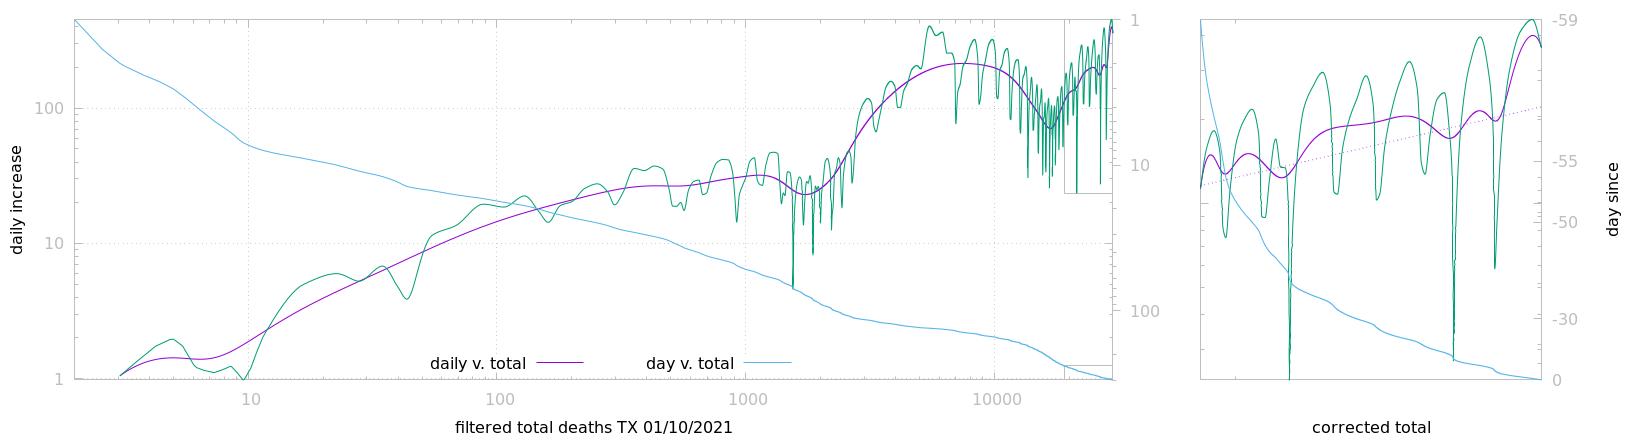 daily increase
100
10
1
10
100
1000
10000
1
10
100
daily v. total
day v. total
filtered total deaths TX 01/10/2021
-59
-55
-50
-30
0
day since
corrected total